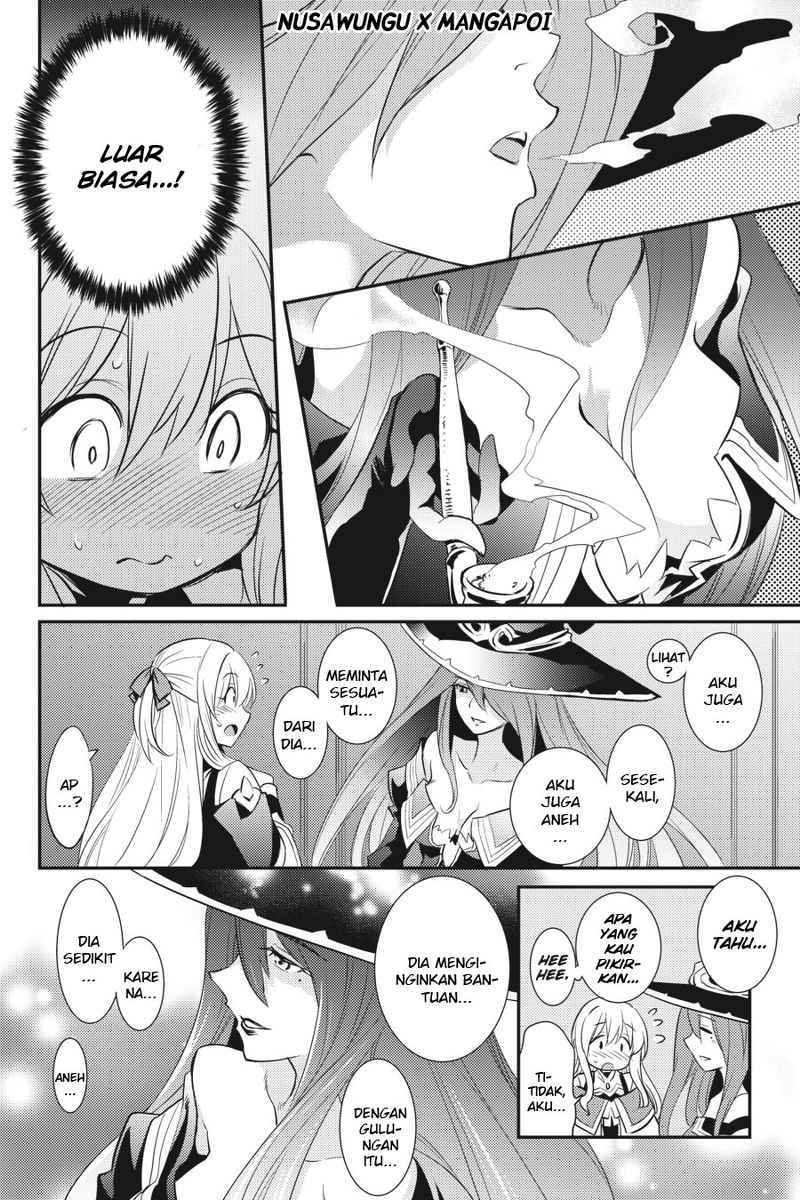 NUSAWUNGU X MANGAPOI
LUAR
BIASA...!
AKU
JUGA
...
LIHAT
?
SESE-
KALI,
AKU
JUGA
ANEH ...
MEMINTA
SESUA-
TU...
DARI
DIA...
AP
...?
AKU
TAHU...
APA
YANG
KAU
PIKIR-
KAN...
HEE
HEE.
TI-
TIDAK,
AKU...
DIA MENGI-
NGINKAN BAN-
TUAN...
DENGAN
GULU-
NGAN
ITU...
KARE
NA...
DIA
SEDIKIT
...
ANEH
...